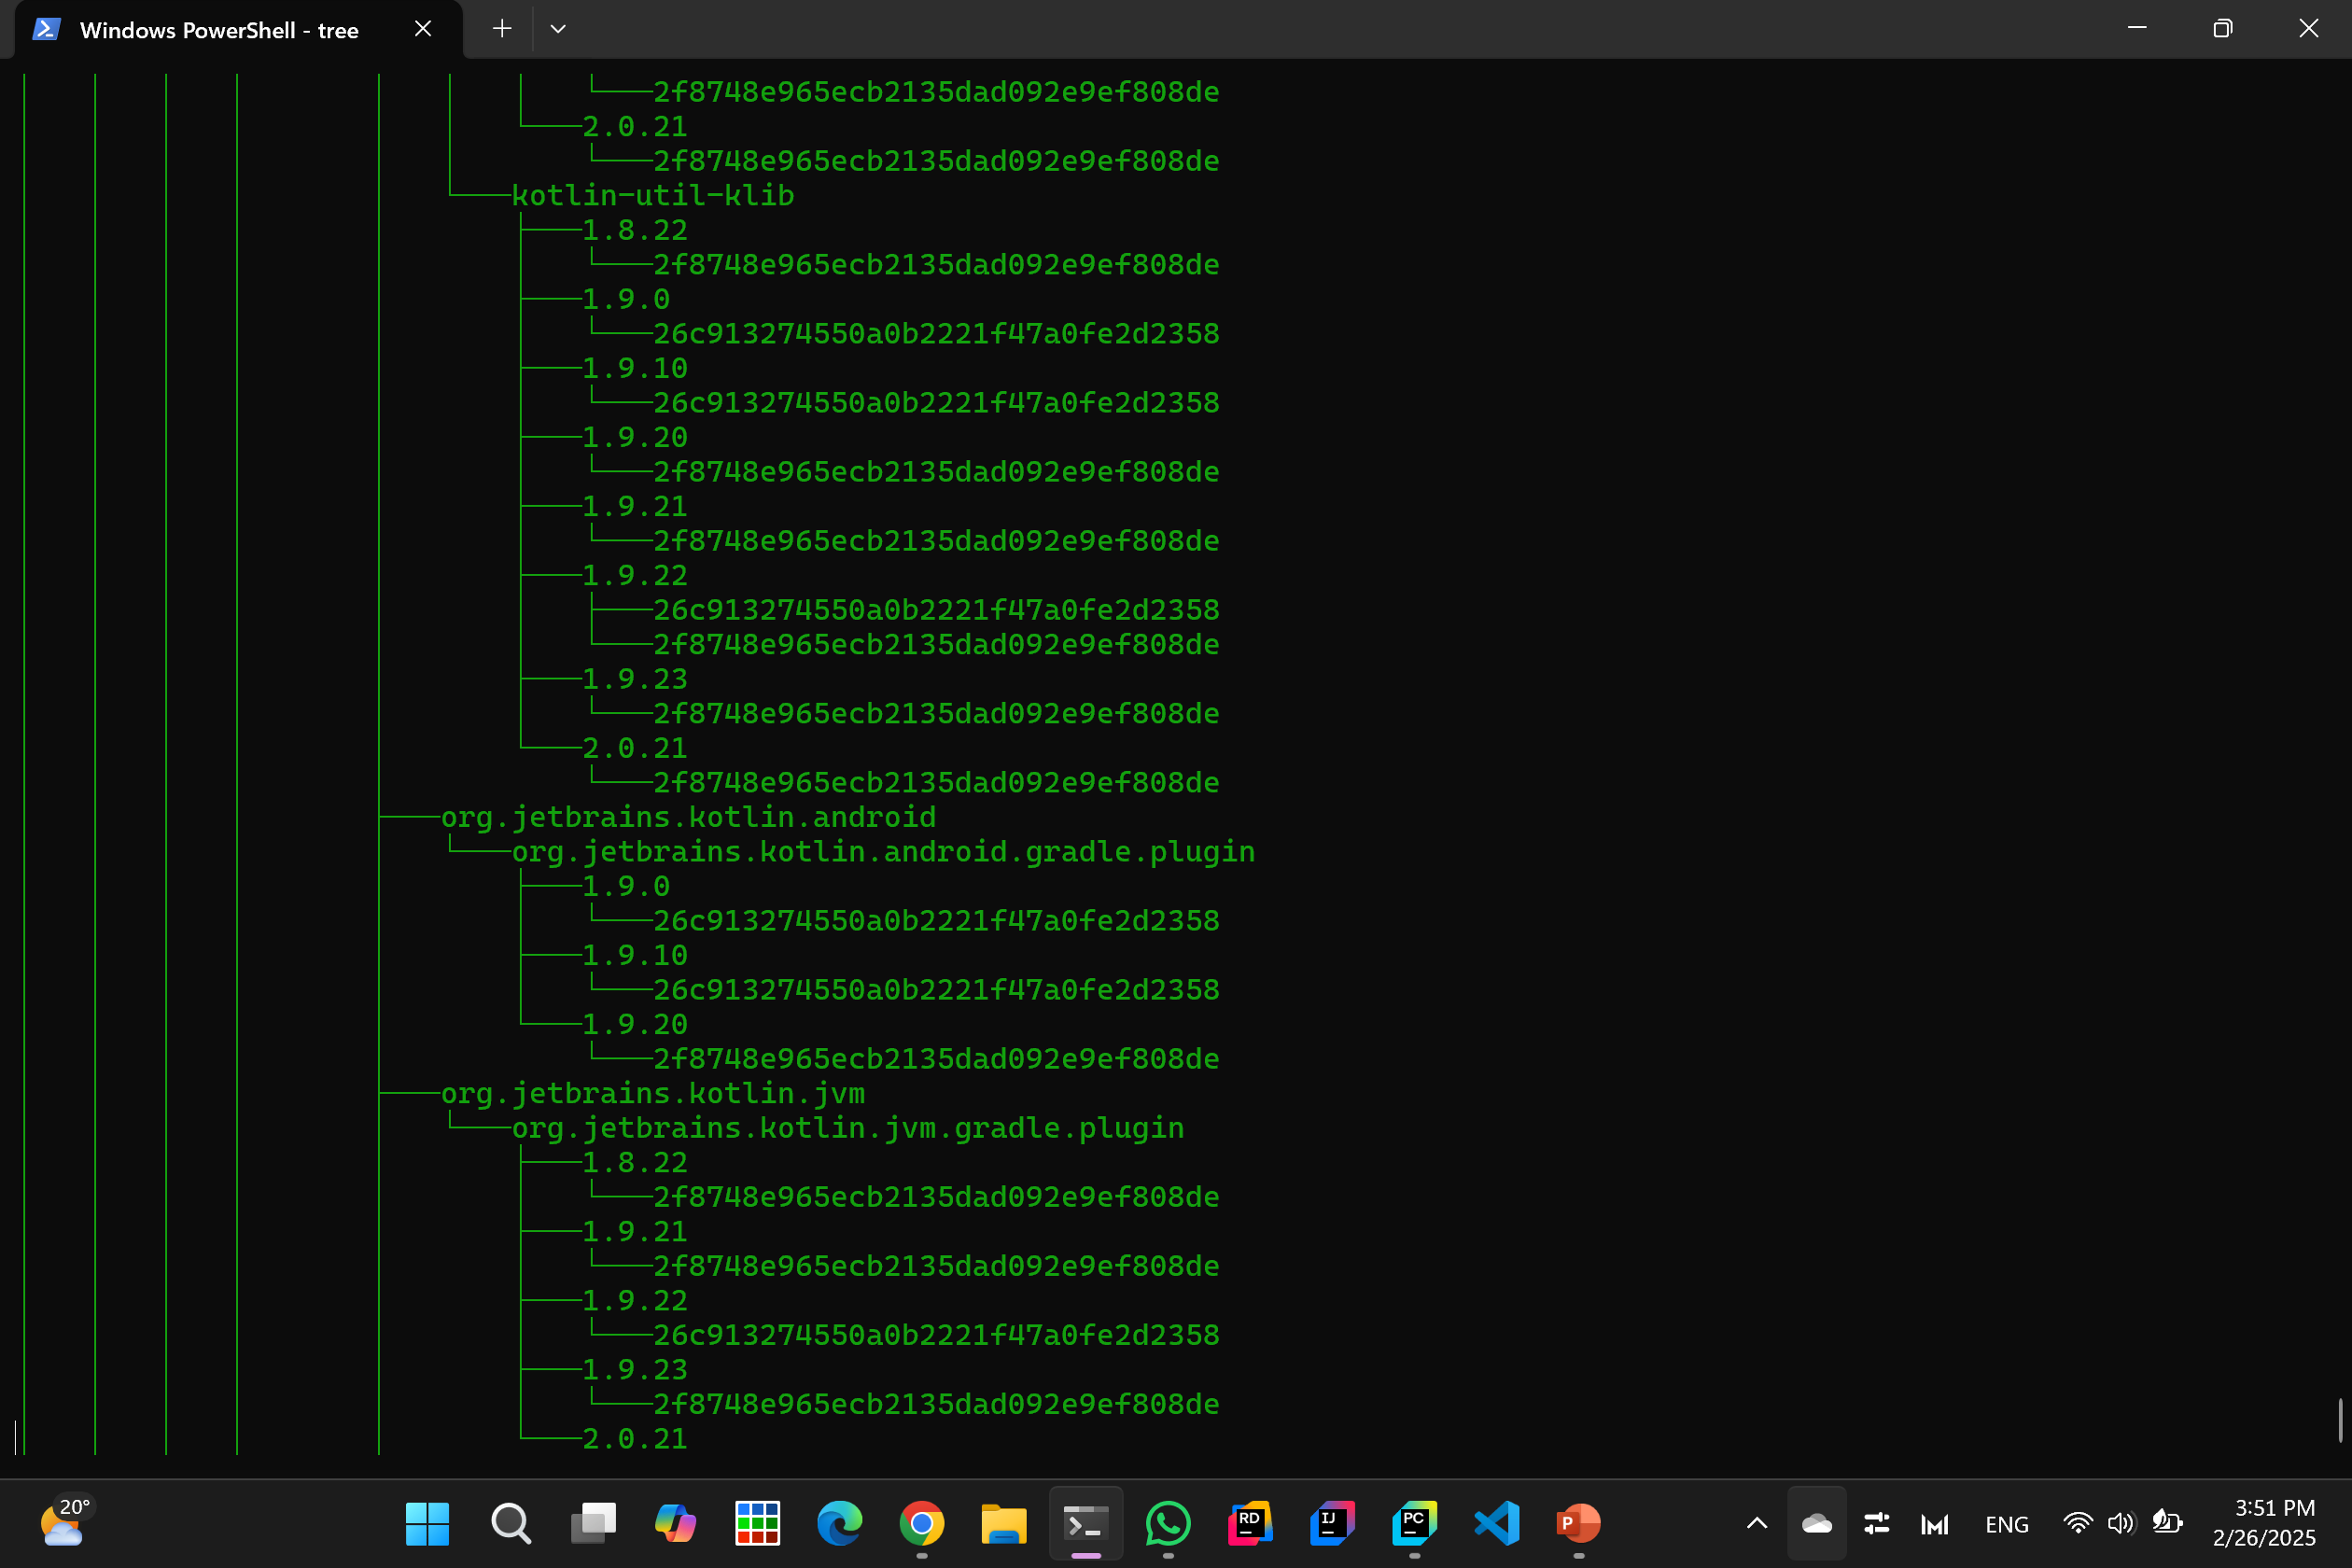 Windows PowerShell - tree
2f8748e965ecb2135dad092e9ef808de
2.0.21
2f8748e965ecb2135dad092e9ef808de
kotlin-util-klib
1.8.22
2f8748e965ecb2135dad092e9ef808de
1.9.0
26c913274550a0b2221f47a0fe2d2358
1.9.10
26c913274550a0b2221f47a0fe2d2358
1.9.20
2f8748e965ecb2135dad092e9ef808de
1.9.21
2f8748e965ecb2135dad092e9ef808de
1.9.22
26c913274550a0b2221f47a0fe2d2358
2f8748e965ecb2135dad092e9ef808de
1.9.23
2f8748e965ecb2135dad092e9ef808de
2.0.21
2f8748e965ecb2135dad092e9ef808de
org.jetbrains.kotlin.android
org.jetbrains.kotlin.android.gradle.plugin
1.9.0
26c913274550a0b2221f47a0fe2d2358
1.9.10
26c913274550a0b2221f47a0fe2d2358
1.9.20
2f8748e965ecb2135dad092e9ef808de
org.jetbrains.kotlin.jvm
org.jetbrains.kotlin.jvm.gradle.plugin
1.8.22
2f8748e965ecb2135dad092e9ef808de
1.9.21
2f8748e965ecb2135dad092e9ef808de
1.9.22
26c913274550a0b2221f47a0fe2d2358
1.9.23
2f8748e965ecb2135dad092e9ef808de
2.0.21
20°
RD
IJ
PC
P
ENG
3:51 PM
2/26/2025